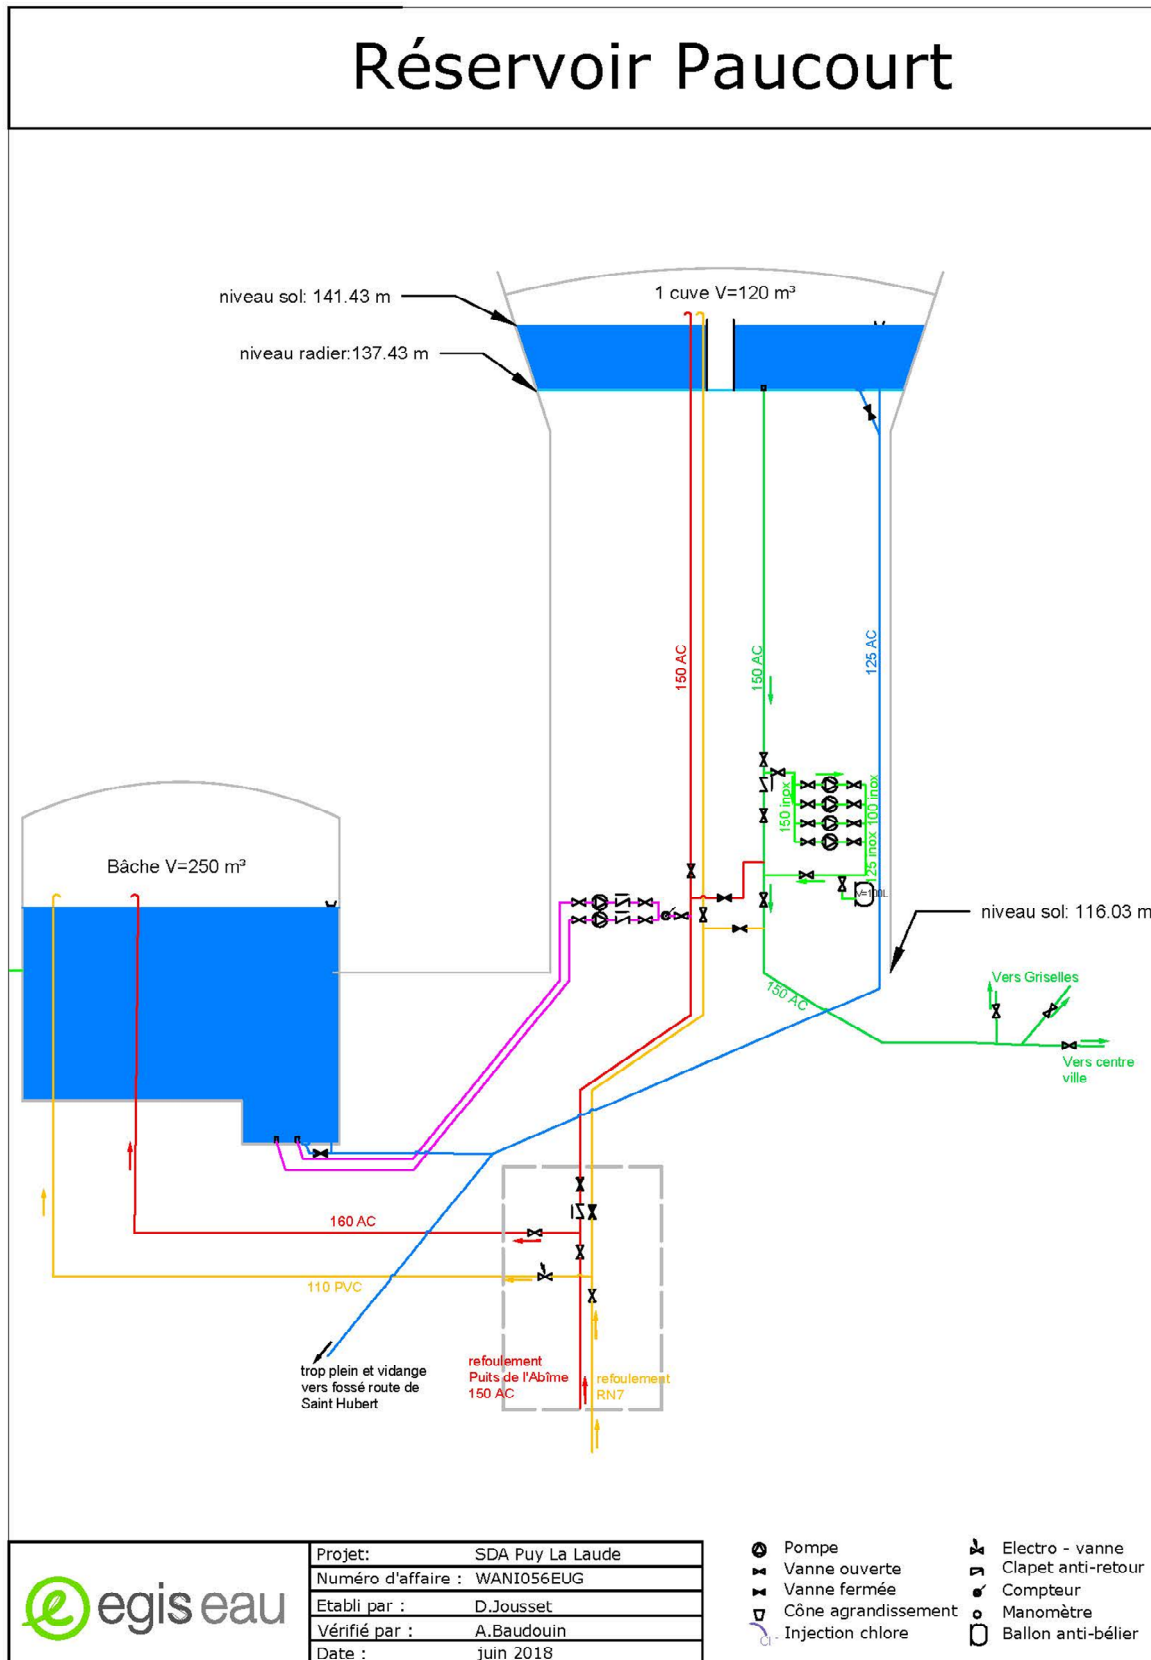 Réservoir Paucourt
niveau sol: 141.43 m
1 cuve V=120 m³
niveau radier:137.43 m
150 AC
150 AC
125 AC
150 inox
100 inox
125 inox
Bâche V=250 m³
V=100L
niveau sol: 116.03 m
150 AC
Vers Griselles
Vers centre
ville
160 AC
110 PVC
trop plein et vidange
vers fossé route de
Saint Hubert
refoulement
Puits de l'Abîme
150 AC
refoulement
RN7
egis eau
Projet: SDA Puy La Laude
Numéro d'affaire : WANI056EUG
Etabli par : D.Jousset
Vérifié par : A.Baudouin
Date : juin 2018
Pompe
Vanne ouverte
Vanne fermée
Cône agrandissement
Cl- Injection chlore
Electro - vanne
Clapet anti-retour
Compteur
Manomètre
Ballon anti-bélier